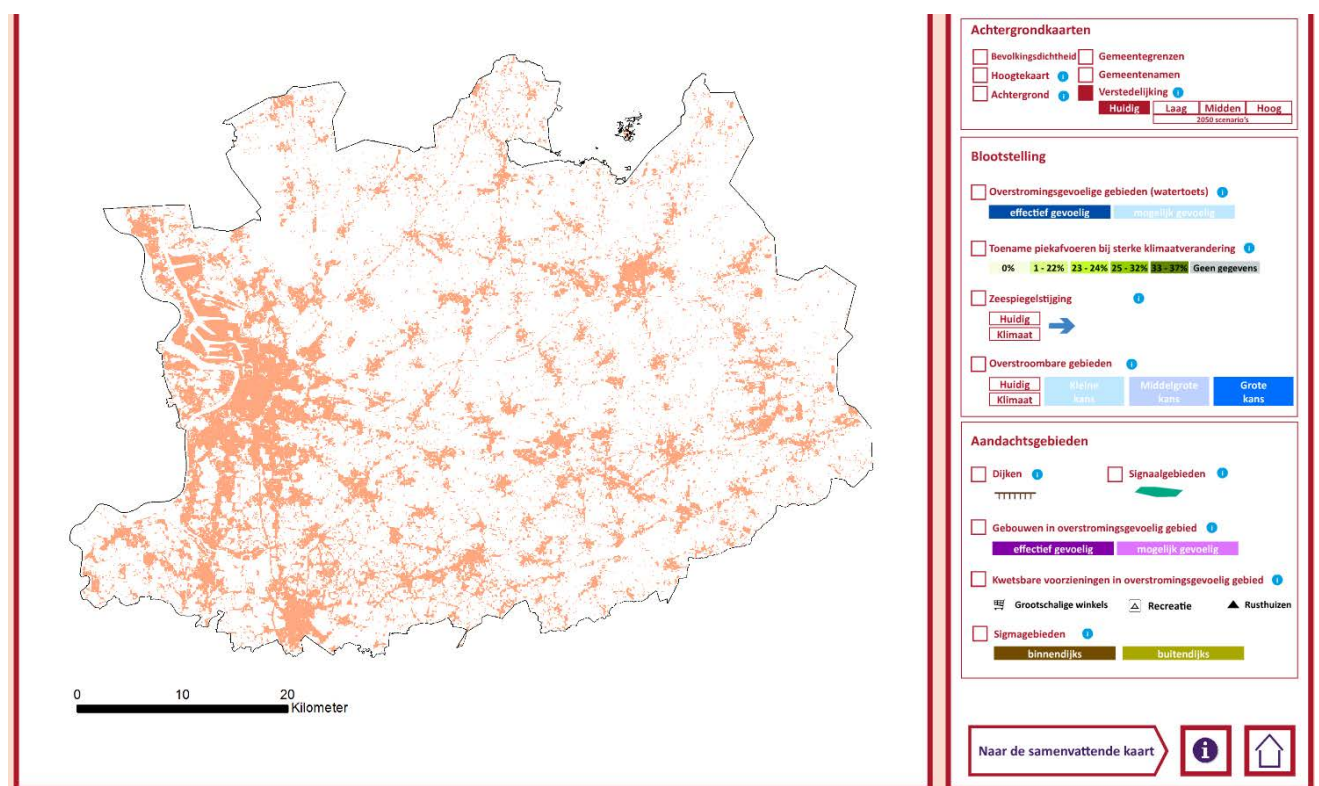 Achtergrondkaarten
Bevolkingsdichtheid
Gemeentegrenzen
Hoogtekaart
Gemeentenamen
Achtergrond
Verstedelijking
Huidig
Laag
Midden
Hoog
2050 scenario's
Blootstelling
Overstromingsgevoelige gebieden (watertoets)
effectief gevoelig
mogelijk gevoelig
Toename piekafvoeren bij sterke klimaatverandering
0%
1 - 22%
23 - 24%
25 - 32%
33 - 37%
Geen gegevens
Zeespiegelstijging
Huidig
Klimaat
Overstroombare gebieden
Huidig
Klimaat
Kleine
kans
Middelgrote
kans
Grote
kans
Aandachtsgebieden
Dijken
Signaalgebieden
Gebouwen in overstromingsgevoelig gebied
effectief gevoelig
mogelijk gevoelig
Kwetsbare voorzieningen in overstromingsgevoelig gebied
Grootschalige winkels
Recreatie
Rusthuizen
Sigmagebieden
binnendijks
buitendijks
0
10
20
Kilometer
Naar de samenvattende kaart